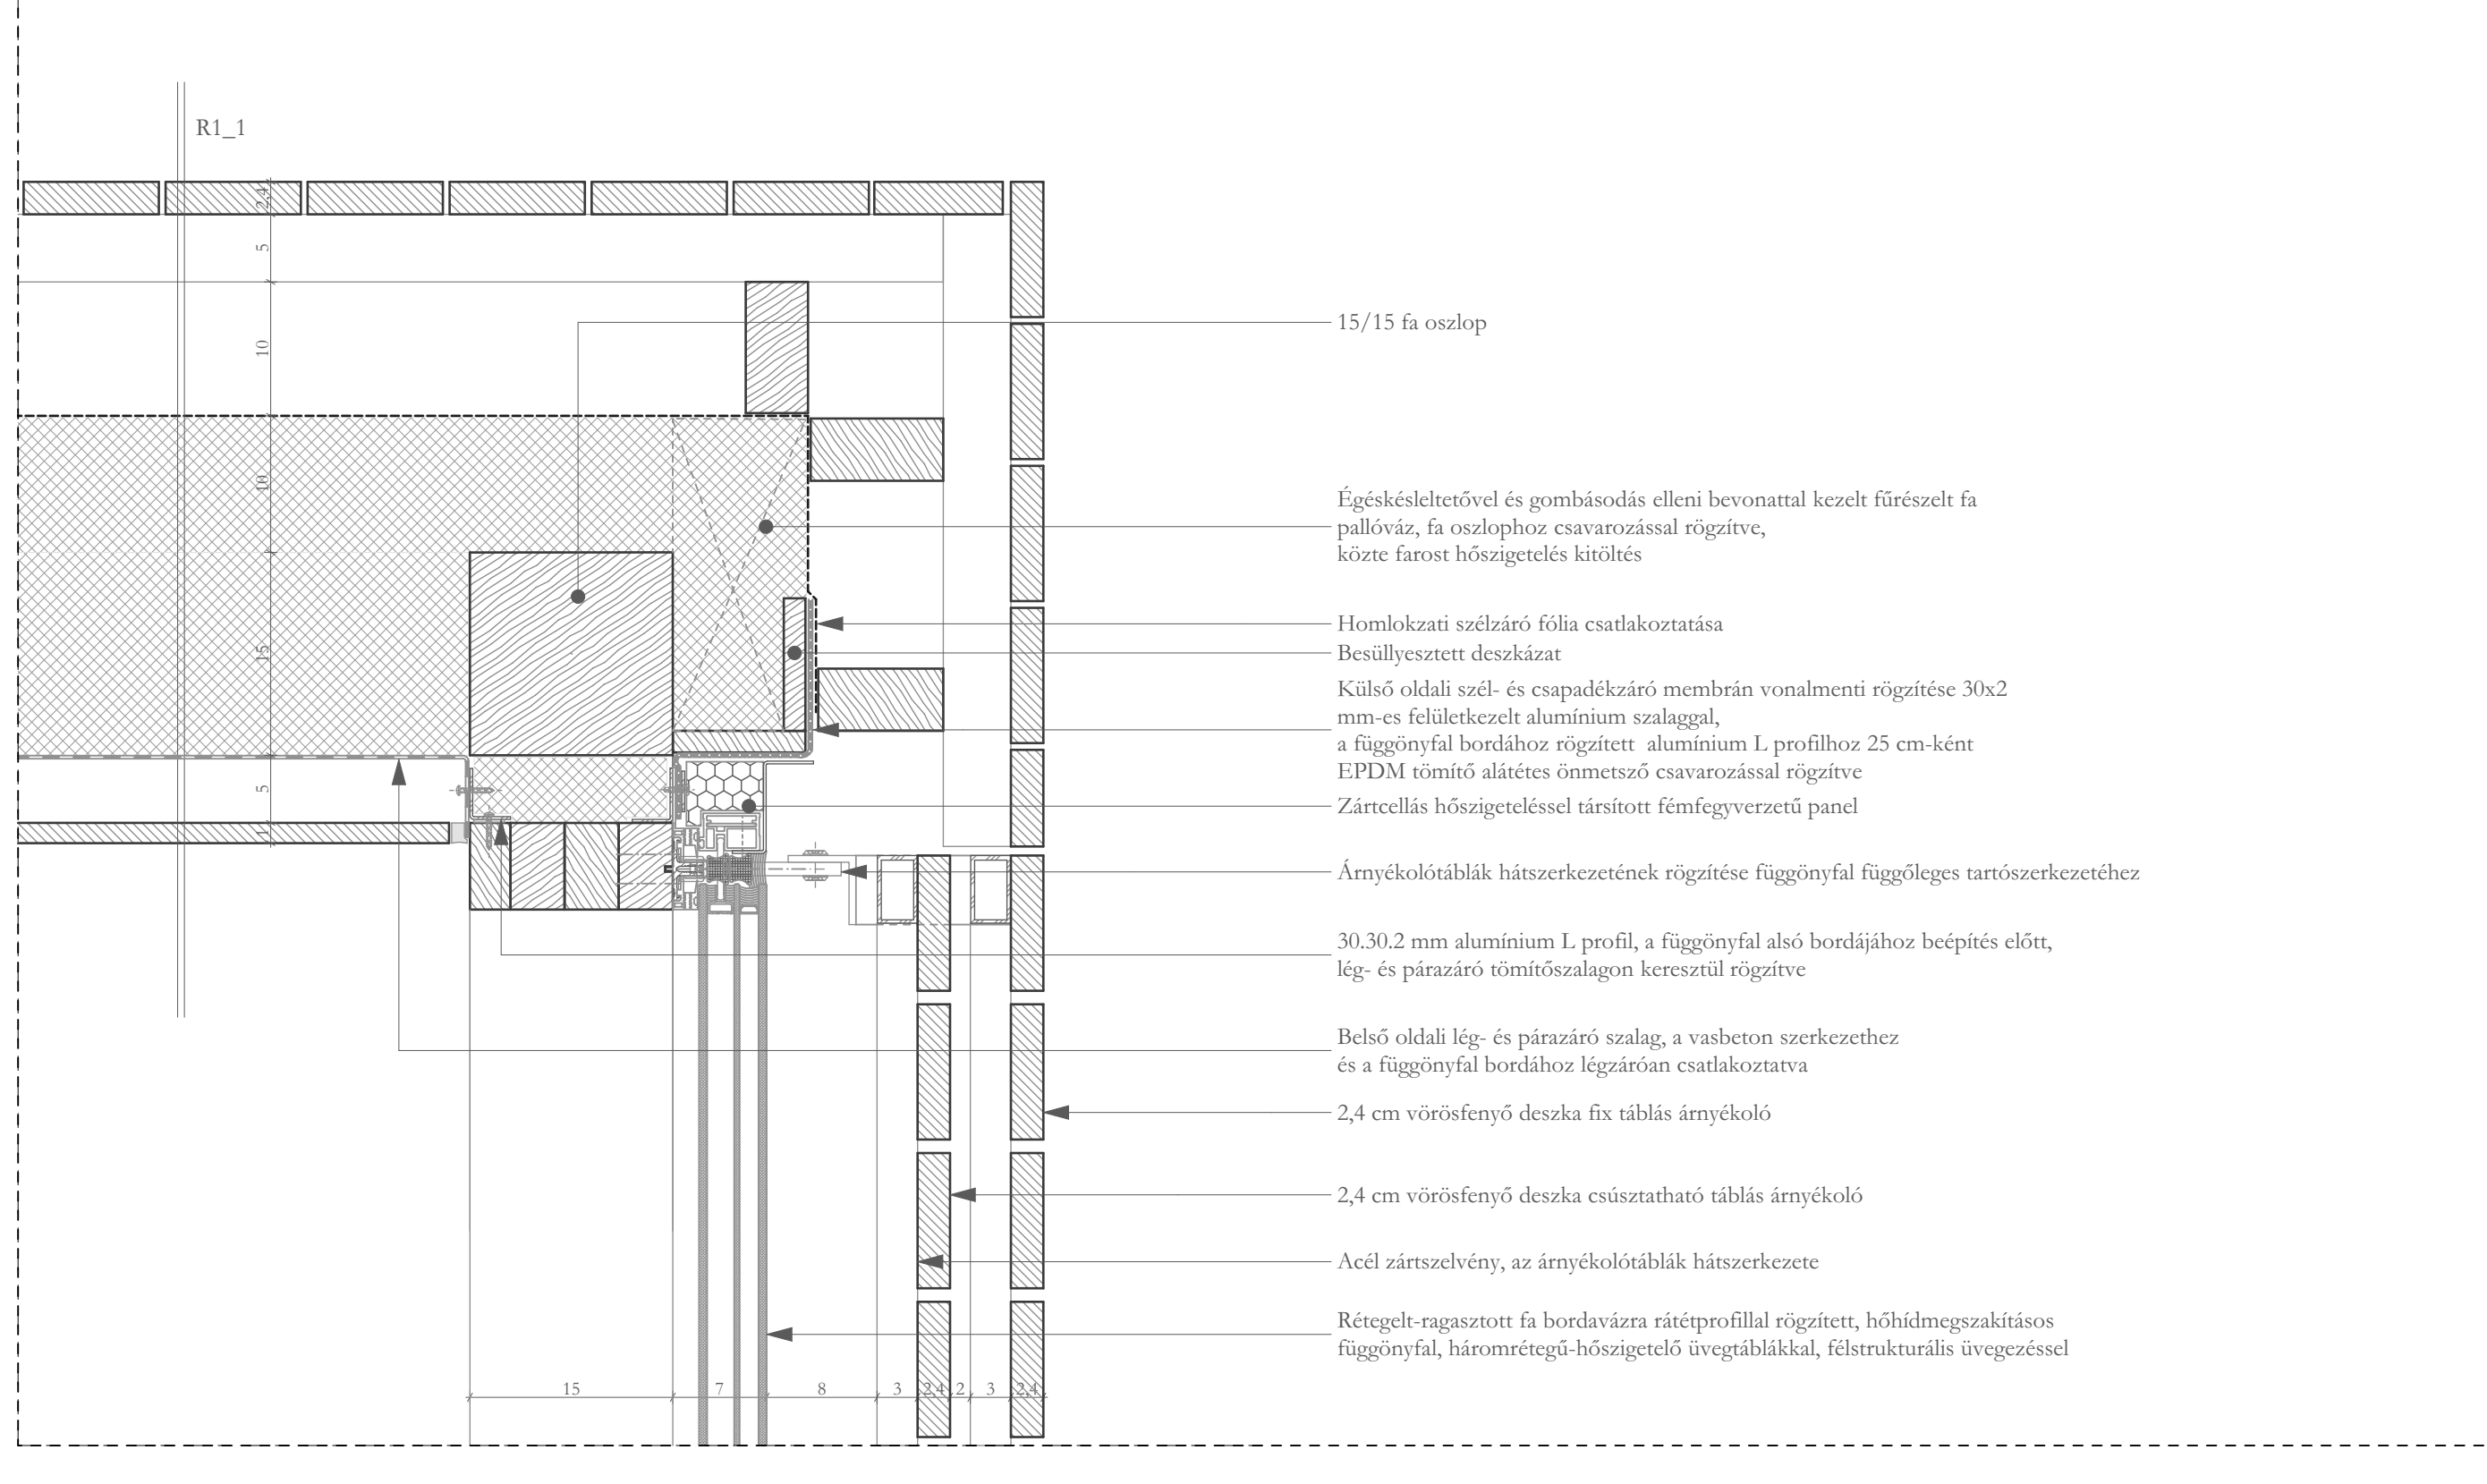 R1_1
2,4
5
10
10
15
5
1
15/15 fa oszlop
Égéskésleltetővel és gombásodás elleni bevonattal kezelt fűrészelt fa
pallóváz, fa oszlophoz csavarozással rögzítve,
közte farost hőszigetelés kitöltés
Homlokzati szélzáró fólia csatlakoztatása
Besüllyesztett deszkázat
Külső oldali szél- és csapadékzáró membrán vonalmenti rögzítése 30x2
mm-es felületkezelt alumínium szalaggal,
a függönyfal bordához rögzített alumínium L profilhoz 25 cm-ként
EPDM tömítő alátétes önmetsző csavarozással rögzítve
Zártcellás hőszigeteléssel társított fémfegyverzetű panel
Árnyékolótáblák hátszerkezetének rögzítése függönyfal függőleges tartószerkezetéhez
30.30.2 mm alumínium L profil, a függönyfal alsó bordájához beépítés előtt,
lég- és párazáró tömítőszalagon keresztül rögzítve
Belső oldali lég- és párazáró szalag, a vasbeton szerkezethez
és a függönyfal bordához légzáróan csatlakoztatva
2,4 cm vörösfenyő deszka fix táblás árnyékoló
2,4 cm vörösfenyő deszka csúsztatható táblás árnyékoló
Acél zártszelvény, az árnyékolótáblák hátszerkezete
Rétegelt-ragasztott fa bordavázra rátétprofillal rögzített, hőhídmegszakításos
függönyfal, háromrétegű-hőszigetelő üvegtáblákkal, félstrukturális üvegezéssel
15 7 8 3 2,4 2 3 2,4